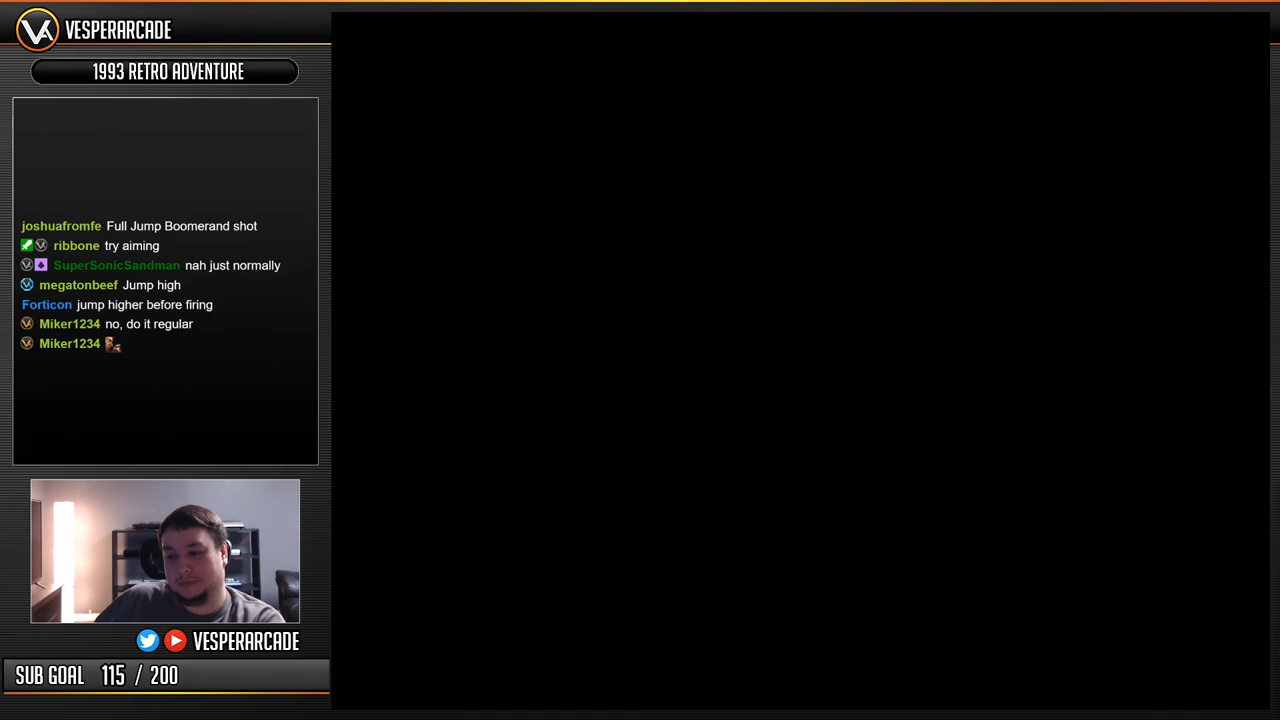 VESPERARCADE
1993 RETRO ADVENTURE
joshuafromfe Full Jump Boomerand shot
ribbone try aiming
SuperSonicSandman nah just normally
megatonbeef Jump high
Forticon jump higher before firing
Miker1234 no, do it regular
Miker1234
VESPERARCADE
SUB GOAL 115 / 200